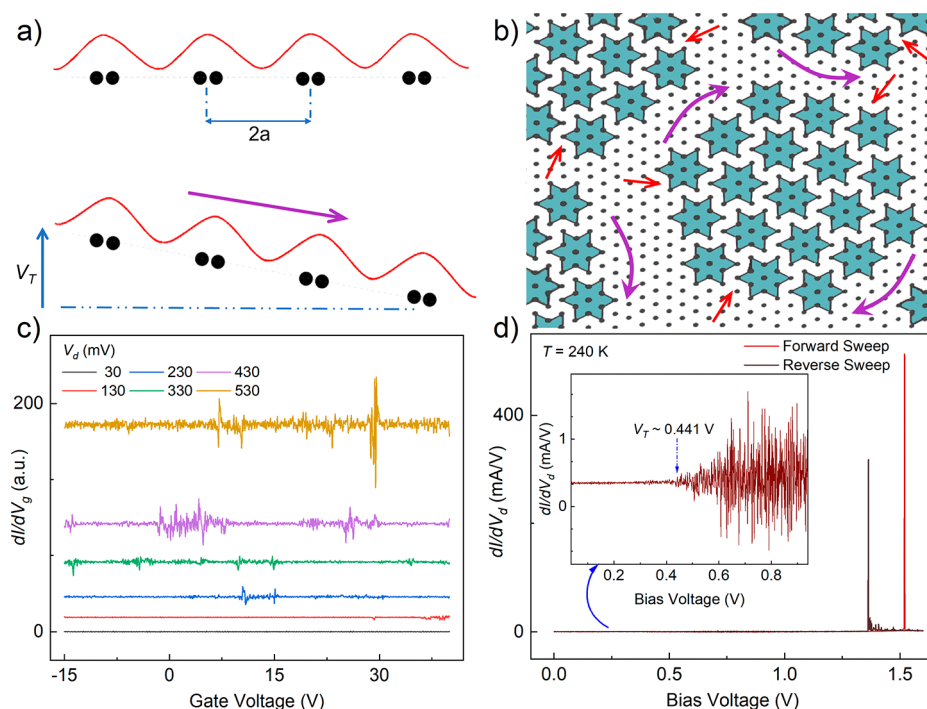 a)
2a
V_T
b)
c)
V_d (mV)
30 230 430
130 330 530
200
0
dI/dV_g (a.u.)
-15 0 15 30
Gate Voltage (V)
d)
T = 240 K
Forward Sweep
Reverse Sweep
400
0
dI/dV_d (mA/V)
V_T ~ 0.441 V
1
0
dI/dV_d (mA/V)
0.2 0.4 0.6 0.8
Bias Voltage (V)
0.0 0.5 1.0 1.5
Bias Voltage (V)